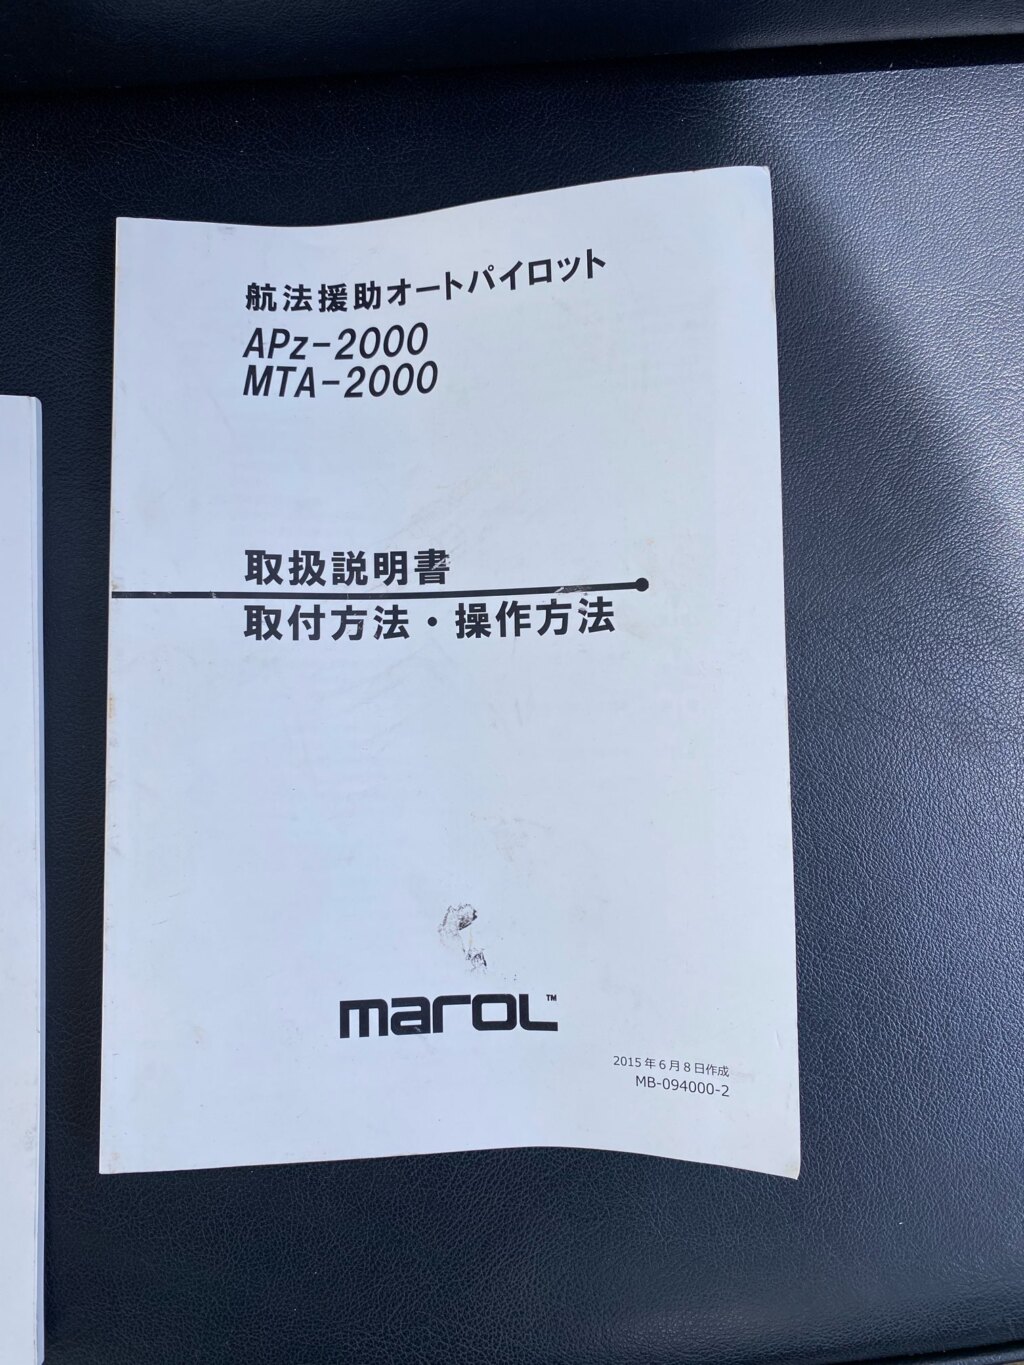 航法援助オートパイロット
APz-2000
MTA-2000
取扱説明書
取付方法・操作方法
marol™
2015年6月8日作成
MB-094000-2